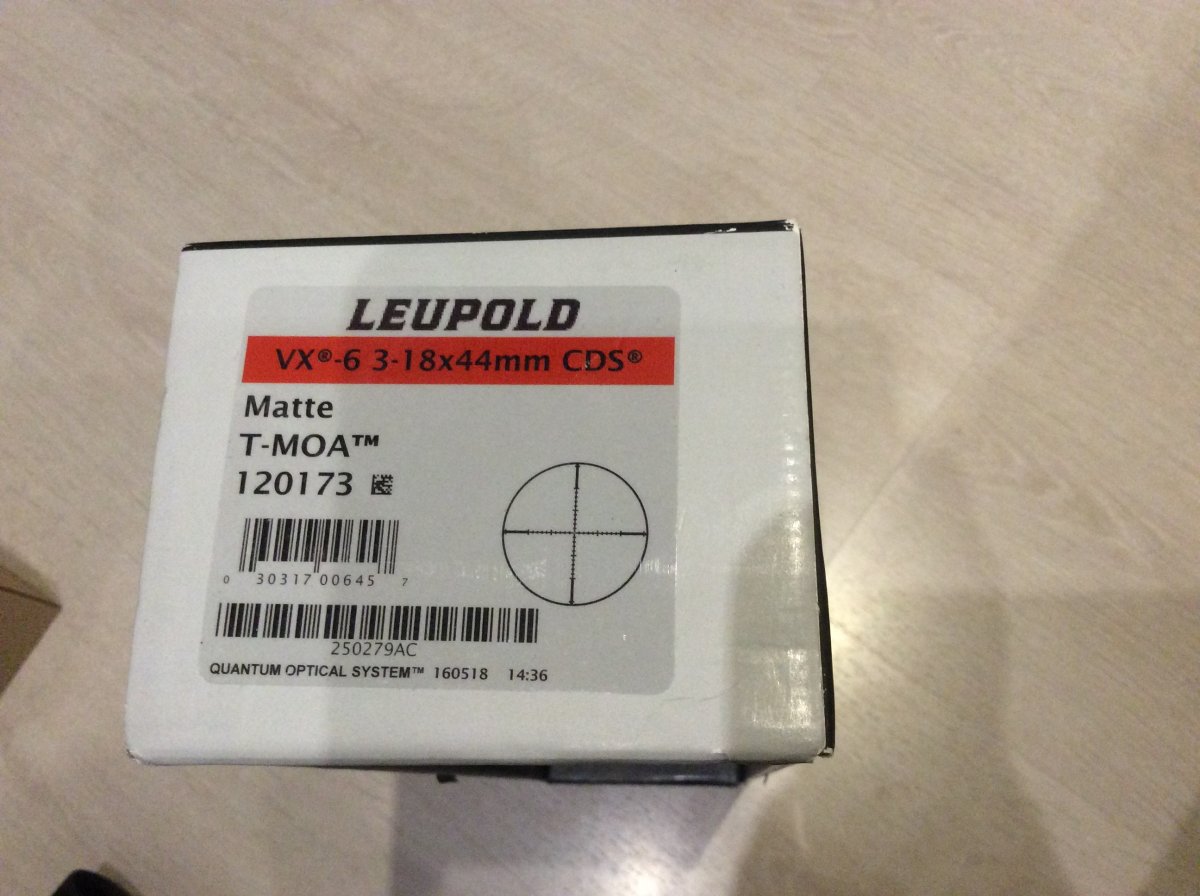 LEUPOLD
VX®-6 3-18x44mm CDS®
Matte
T-MOA™
120173
0 30317 00645 7
250279AC
QUANTUM OPTICAL SYSTEM™ 160518 14:36